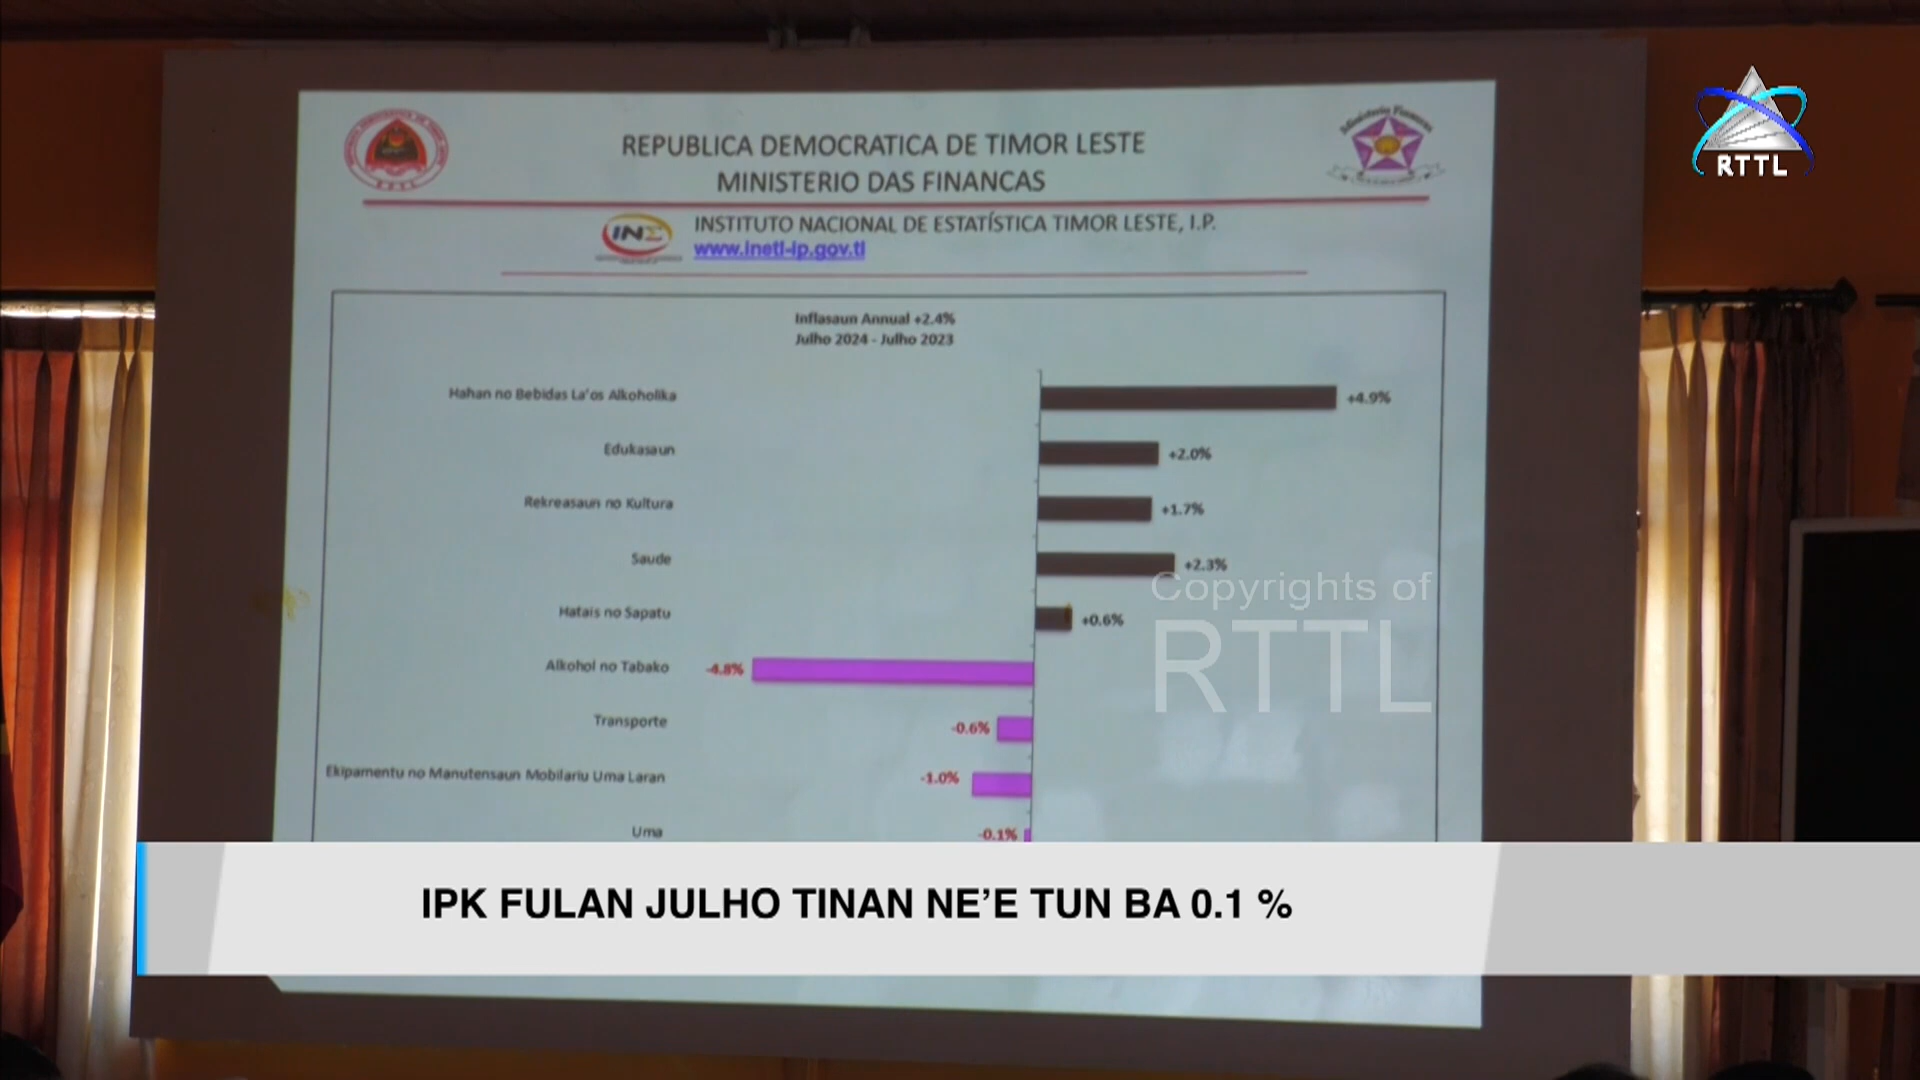 RTTL
REPUBLICA DEMOCRATICA DE TIMOR LESTE
MINISTERIO DAS FINANCAS
INE
INSTITUTO NACIONAL DE ESTATÍSTICA TIMOR LESTE, I.P.
www.inetl-ip.gov.tl
Inflasaun Annual +2.4%
Julho 2024 - Julho 2023
Hahan no Bebidas La'os Alkoholika +4.9%
Edukasaun +2.0%
Rekreasaun no Kultura +1.7%
Saude +2.3%
Hatais no Sapatu +0.6%
Alkohol no Tabako -4.8%
Transporte -0.6%
Ekipamentu no Manutensaun Mobilariu Uma Laran -1.0%
Uma -0.1%
Copyrights of
RTTL
IPK FULAN JULHO TINAN NE’E TUN BA 0.1 %